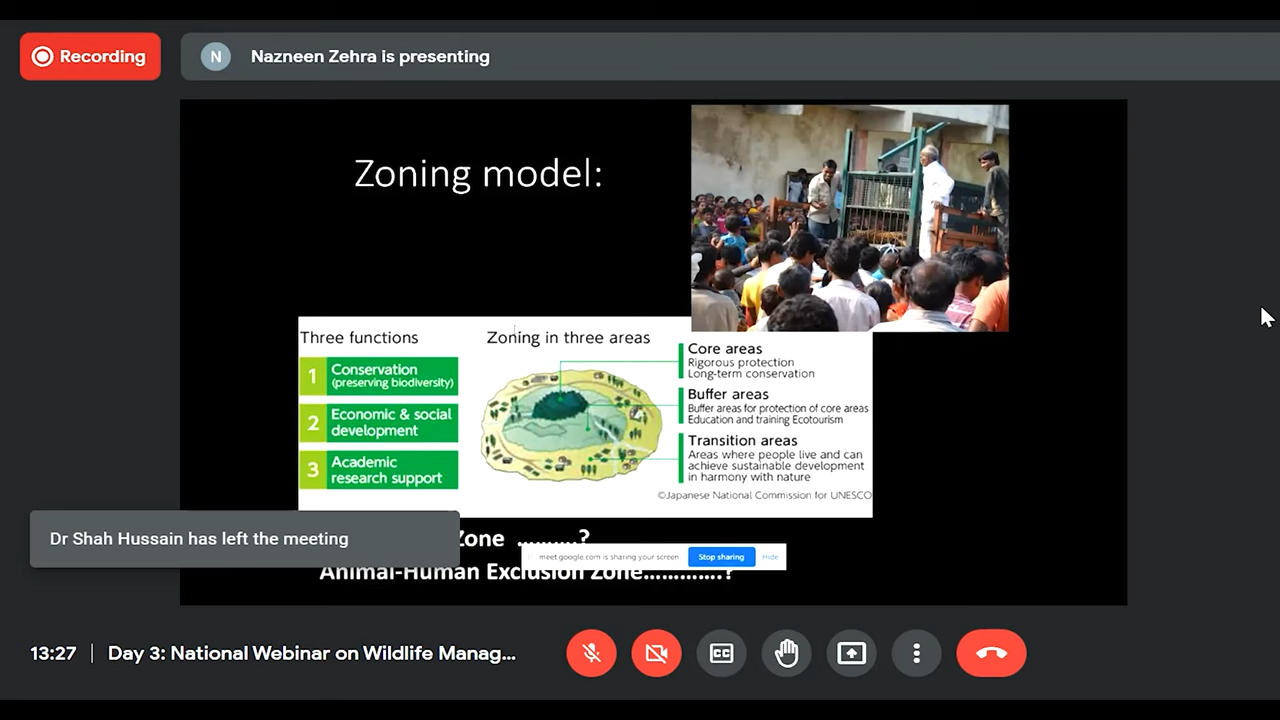 Recording
N
Nazneen Zehra is presenting
Zoning model:
Three functions
1
Conservation
(preserving biodiversity)
2
Economic & social
development
3
Academic
research support
Zoning in three areas
Core areas
Rigorous protection
Long-term conservation
Buffer areas
Buffer areas for protection of core areas
Education and training Ecotourism
Transition areas
Areas where people live and can
achieve sustainable development
in harmony with nature
©Japanese National Commission for UNESCO
Dr Shah Hussain has left the meeting
Zone ..........?
meet.google.com is sharing your screen.
Stop sharing
Hide
Animal-Human Exclusion Zone.............?
13:27
Day 3: National Webinar on Wildlife Manag...
CC